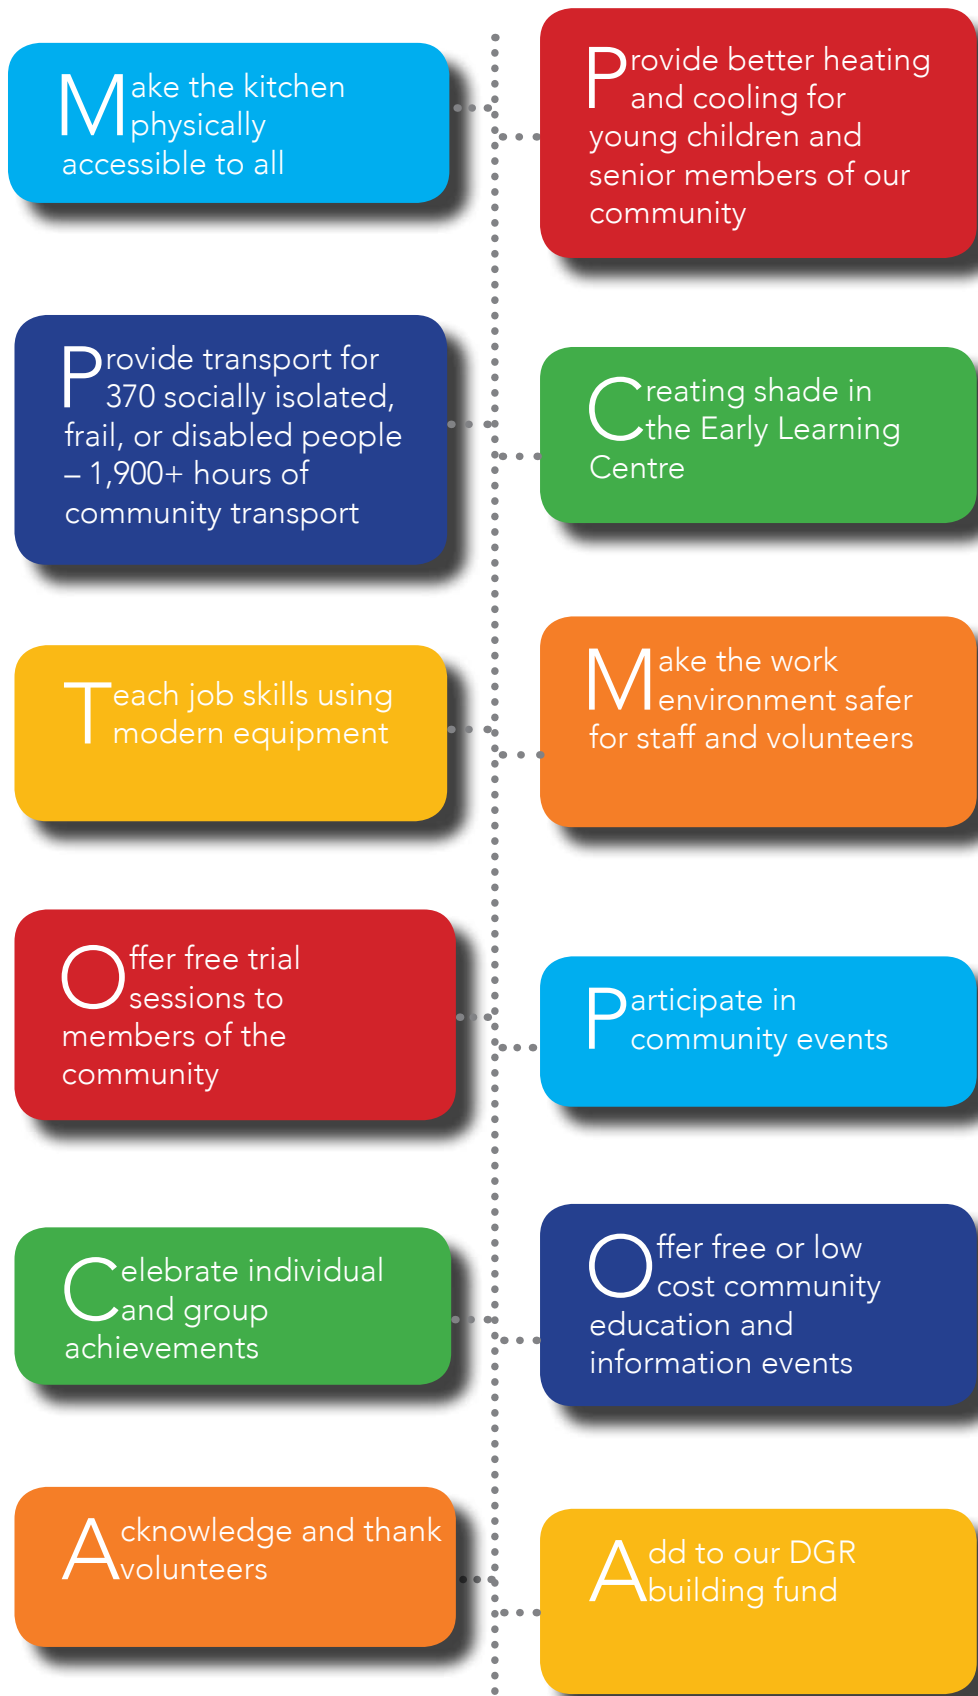 Make the kitchen
physically
accessible to all
Provide better heating
and cooling for
young children and
senior members of our
community
Provide transport for
370 socially isolated,
frail, or disabled people
– 1,900+ hours of
community transport
Creating shade in
the Early Learning
Centre
Teach job skills using
modern equipment
Make the work
environment safer
for staff and volunteers
Offer free trial
sessions to
members of the
community
Participate in
community events
Celebrate individual
and group
achievements
Offer free or low
cost community
education and
information events
Acknowledge and thank
volunteers
Add to our DGR
building fund